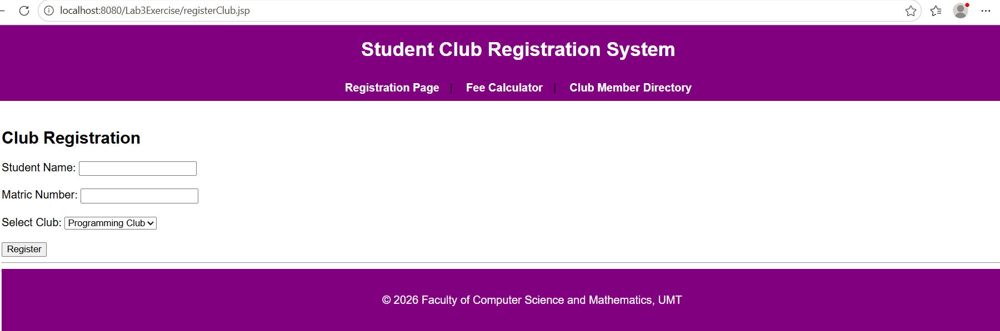 localhost:8080/Lab3Exercise/registerClub.jsp
Student Club Registration System
Registration Page | Fee Calculator | Club Member Directory
Club Registration
Student Name:
Matric Number:
Select Club: Programming Club
Register
© 2026 Faculty of Computer Science and Mathematics, UMT